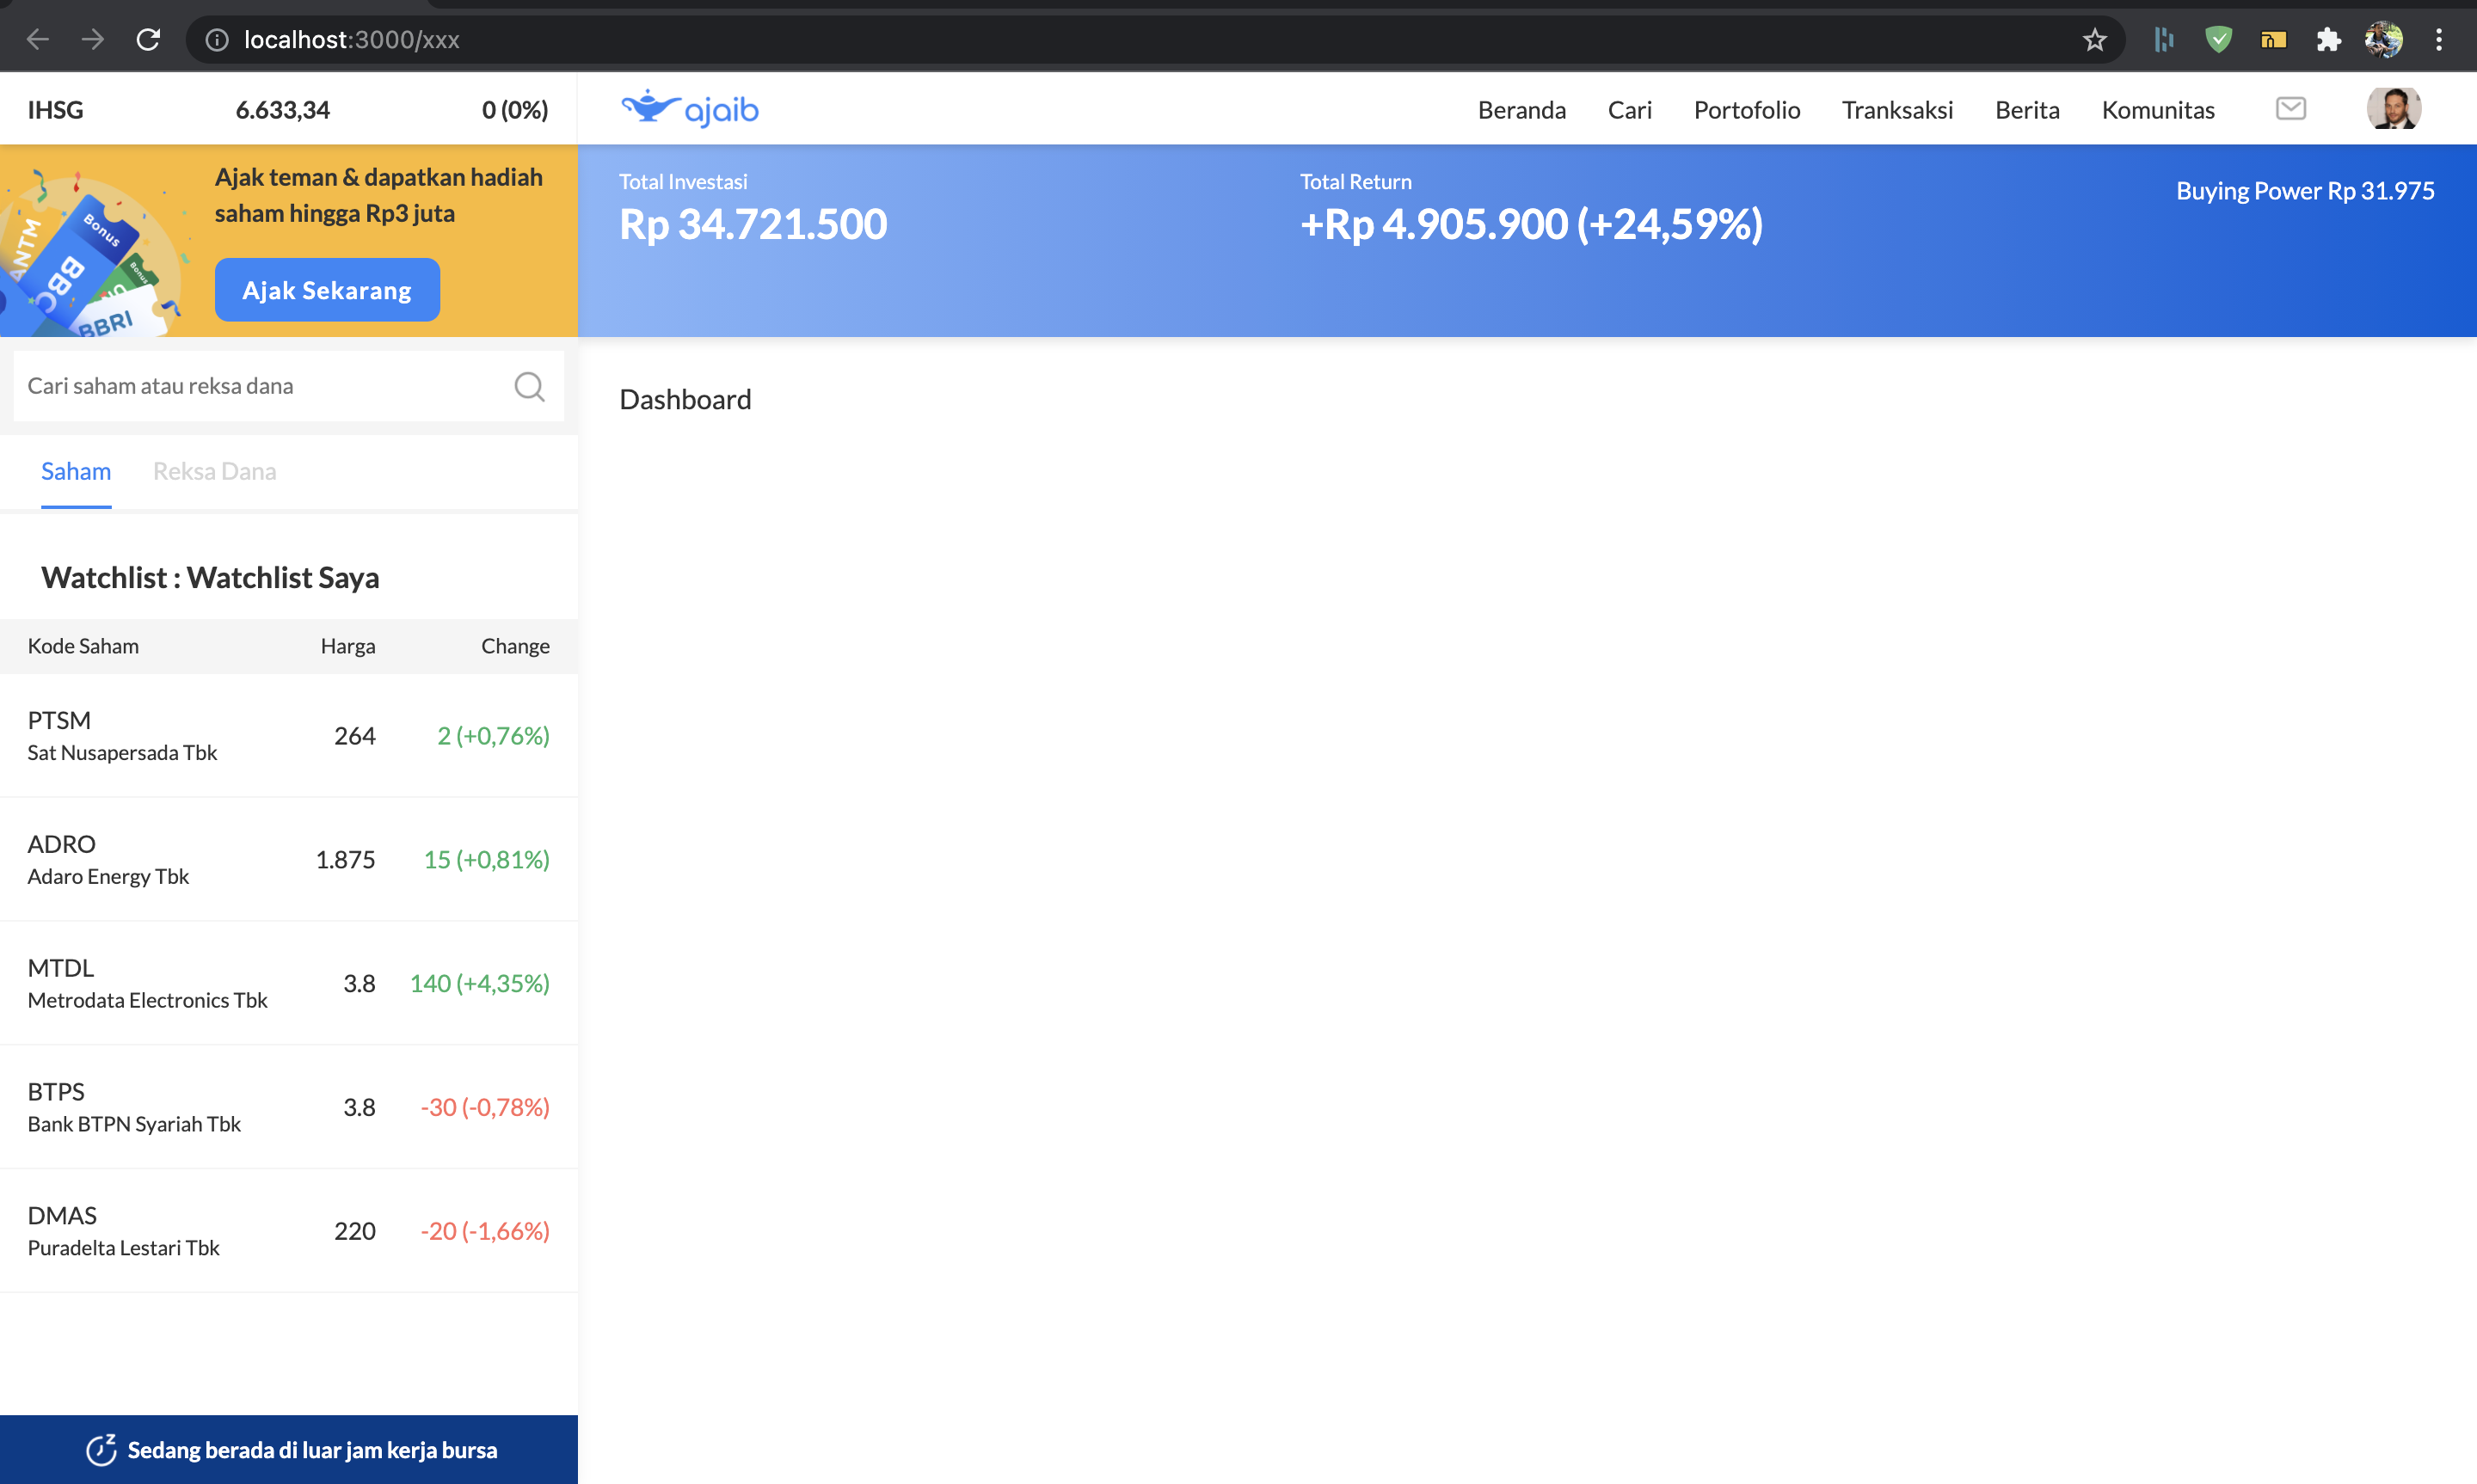 localhost:3000/xxx
IHSG 6.633,34 0 (0%)
ajaib
Beranda Cari Portofolio Tranksaksi Berita Komunitas
Ajak teman & dapatkan hadiah
saham hingga Rp3 juta
Ajak Sekarang
ANTM
Bonus
BBC
Bonus
BBRI
Total Investasi
Rp 34.721.500
Total Return
+Rp 4.905.900 (+24,59%)
Buying Power Rp 31.975
Cari saham atau reksa dana
Saham Reksa Dana
Watchlist : Watchlist Saya
Kode Saham Harga Change
PTSM
Sat Nusapersada Tbk
264 2 (+0,76%)
ADRO
Adaro Energy Tbk
1.875 15 (+0,81%)
MTDL
Metrodata Electronics Tbk
3.8 140 (+4,35%)
BTPS
Bank BTPN Syariah Tbk
3.8 -30 (-0,78%)
DMAS
Puradelta Lestari Tbk
220 -20 (-1,66%)
Sedang berada di luar jam kerja bursa
Dashboard